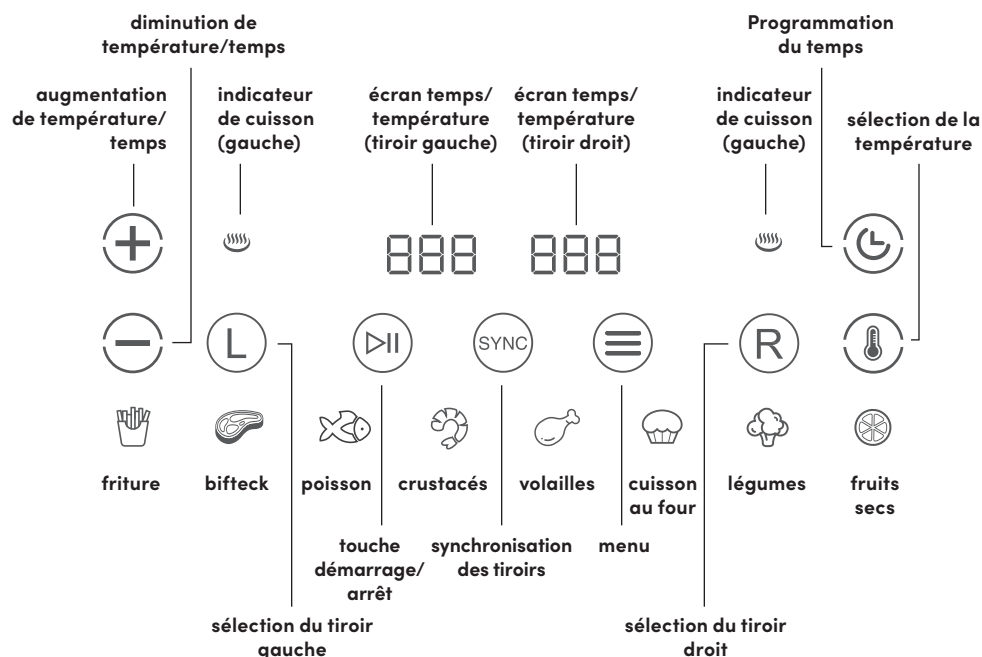 diminution de
température/temps
Programmation
du temps
augmentation
de température/
temps
indicateur
de cuisson
(gauche)
écran temps/
température
(tiroir gauche)
écran temps/
température
(tiroir droit)
indicateur
de cuisson
(gauche)
sélection de la
température
888
888
L
SYNC
R
friture
bifteck
poisson
crustacés
volailles
cuisson
au four
légumes
fruits
secs
touche
démarrage/
arrêt
synchronisation
des tiroirs
menu
sélection du tiroir
gauche
sélection du tiroir
droit